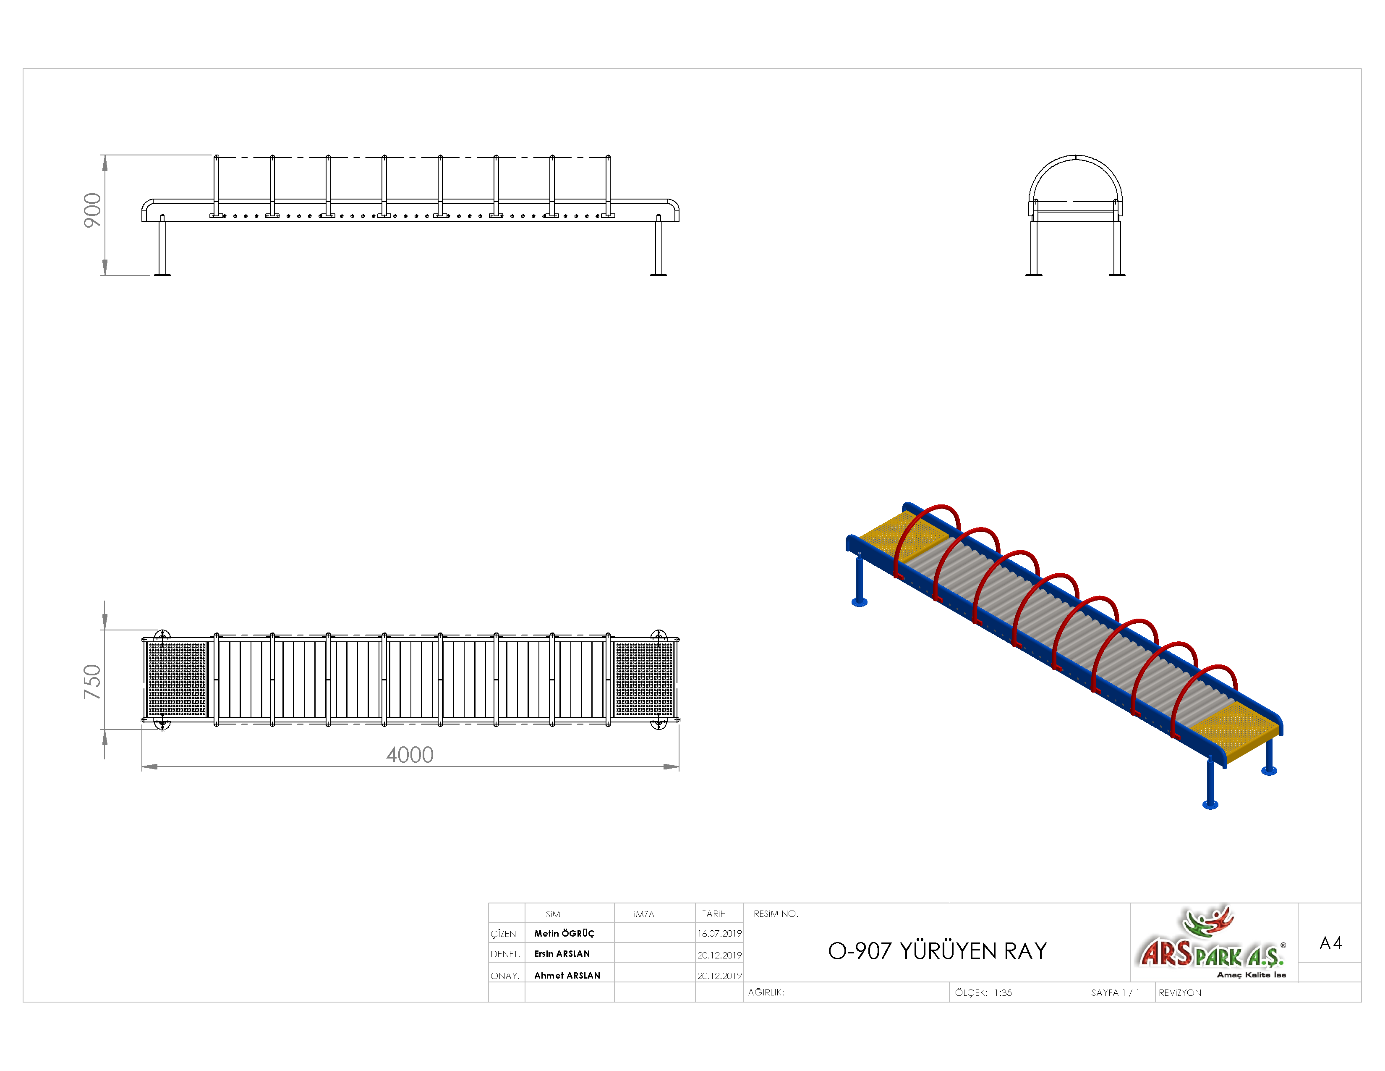 900
750
4000
İSİM
İMZA
TARİH
RESİM NO.
ÇİZEN
Metin ÖGRÜÇ
16.07.2019
DENET.
Ersin ARSLAN
20.12.2019
ONAY.
Ahmet ARSLAN
20.12.2019
O-907 YÜRÜYEN RAY
ARSPARK A.Ş.®
Amaç Kalite İse
A4
AĞIRLIK:
ÖLÇEK: 1:35
SAYFA 1 / 1
REVİZYON